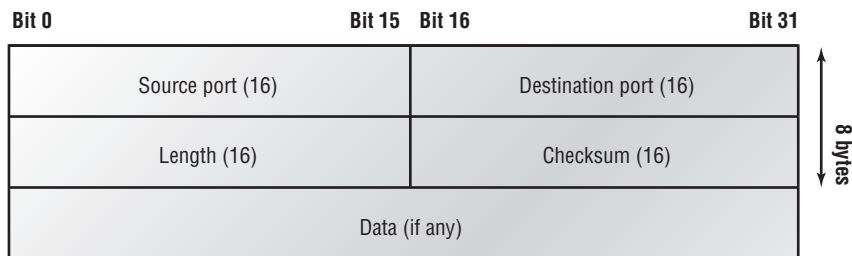 Bit 0 Bit 15 Bit 16 Bit 31
Source port (16) Destination port (16)
Length (16) Checksum (16)
8 bytes
Data (if any)